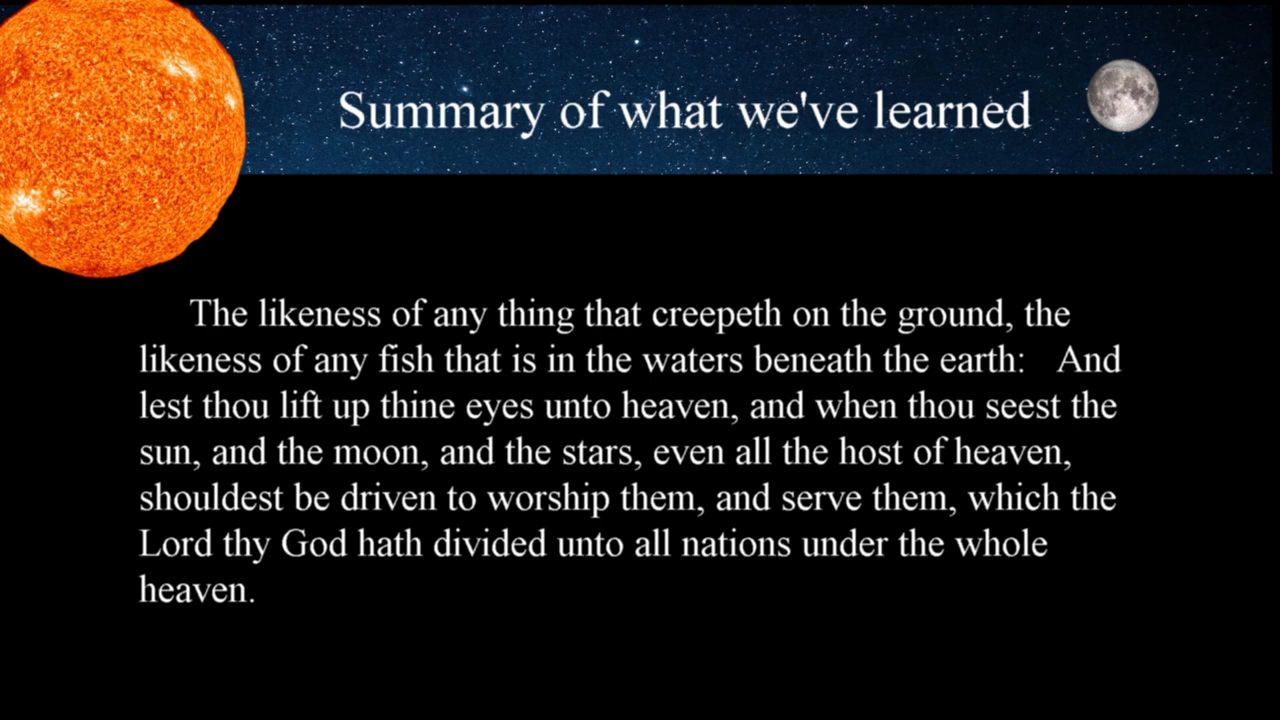 Summary of what we've learned
The likeness of any thing that creepeth on the ground, the
likeness of any fish that is in the waters beneath the earth:   And
lest thou lift up thine eyes unto heaven, and when thou seest the
sun, and the moon, and the stars, even all the host of heaven,
shouldest be driven to worship them, and serve them, which the
Lord thy God hath divided unto all nations under the whole
heaven.